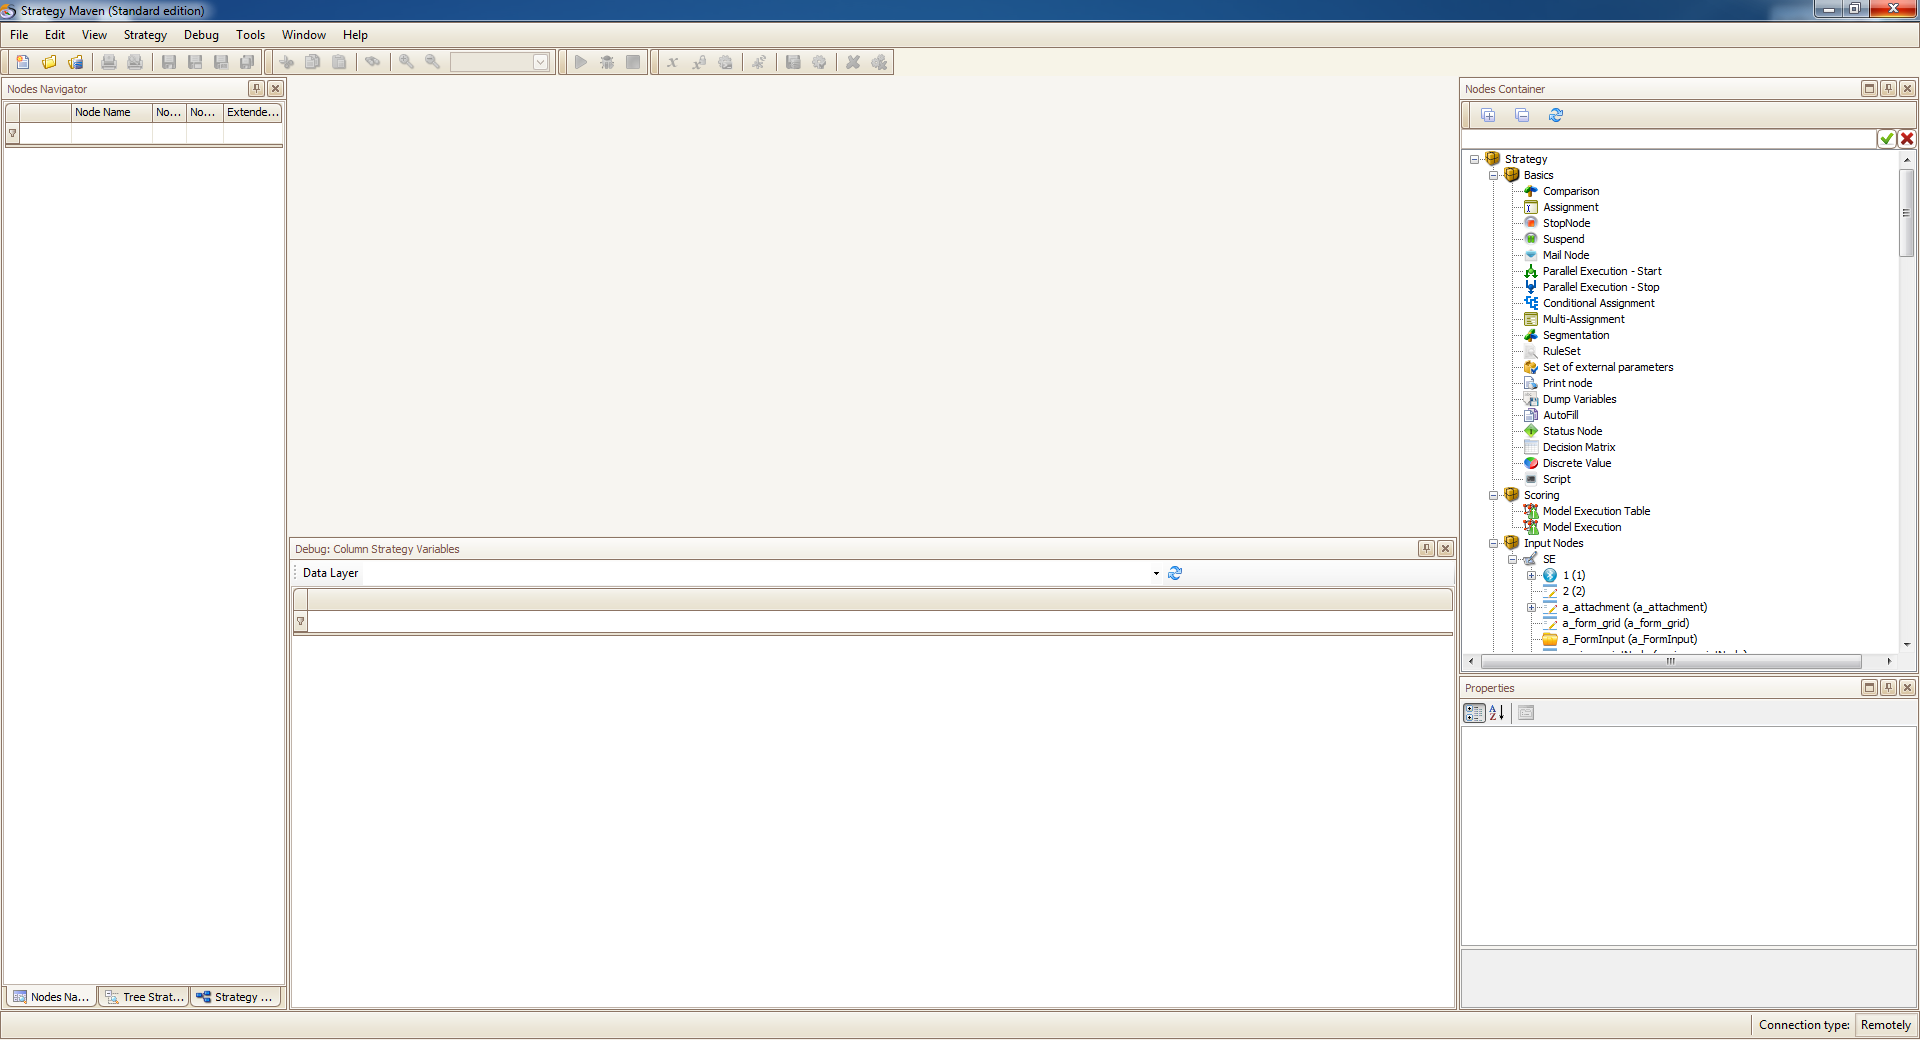 Strategy Maven (Standard edition)
File Edit View Strategy Debug Tools Window Help
Nodes Navigator
Node Name No... No... Extende...
Nodes Container
Strategy
Basics
Comparison
Assignment
StopNode
Suspend
Mail Node
Parallel Execution - Start
Parallel Execution - Stop
Conditional Assignment
Multi-Assignment
Segmentation
RuleSet
Set of external parameters
Print node
Dump Variables
AutoFill
Status Node
Decision Matrix
Discrete Value
Script
Scoring
Model Execution Table
Model Execution
Input Nodes
SE
1 (1)
2 (2)
a_attachment (a_attachment)
a_form_grid (a_form_grid)
a_FormInput (a_FormInput)
Debug: Column Strategy Variables
Data Layer
Properties
Nodes Na... Tree Strat... Strategy ...
Connection type: Remotely